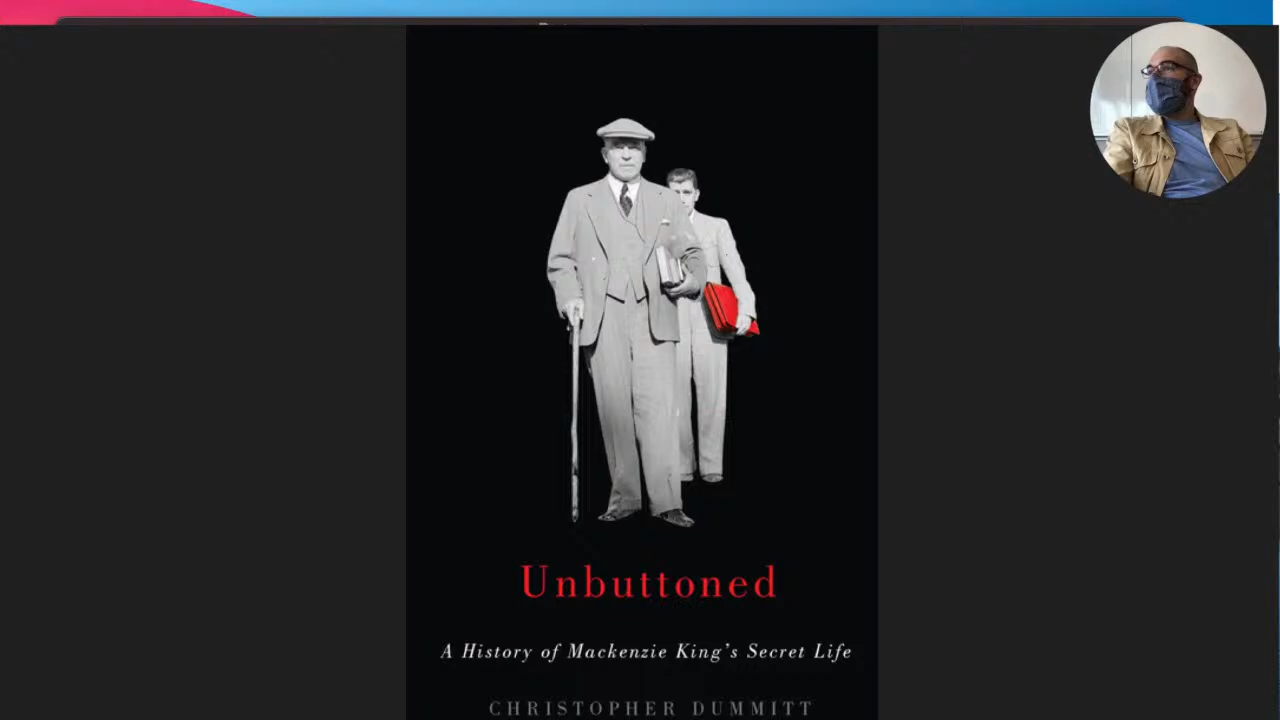 Unbuttoned
A History of Mackenzie King's Secret Life
CHRISTOPHER DUMMITT